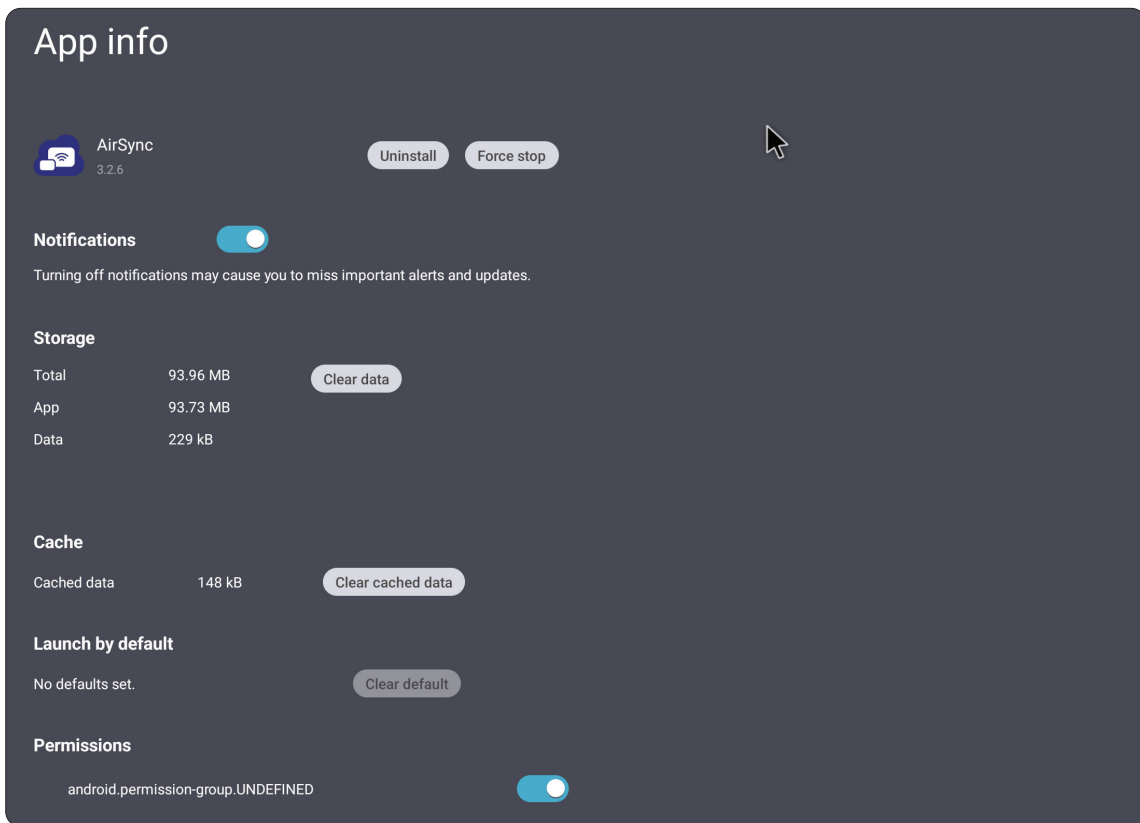 App info
AirSync
3.2.6
Uninstall
Force stop
Notifications
Turning off notifications may cause you to miss important alerts and updates.
Storage
Total 93.96 MB Clear data
App 93.73 MB
Data 229 kB
Cache
Cached data 148 kB Clear cached data
Launch by default
No defaults set. Clear default
Permissions
android.permission-group.UNDEFINED